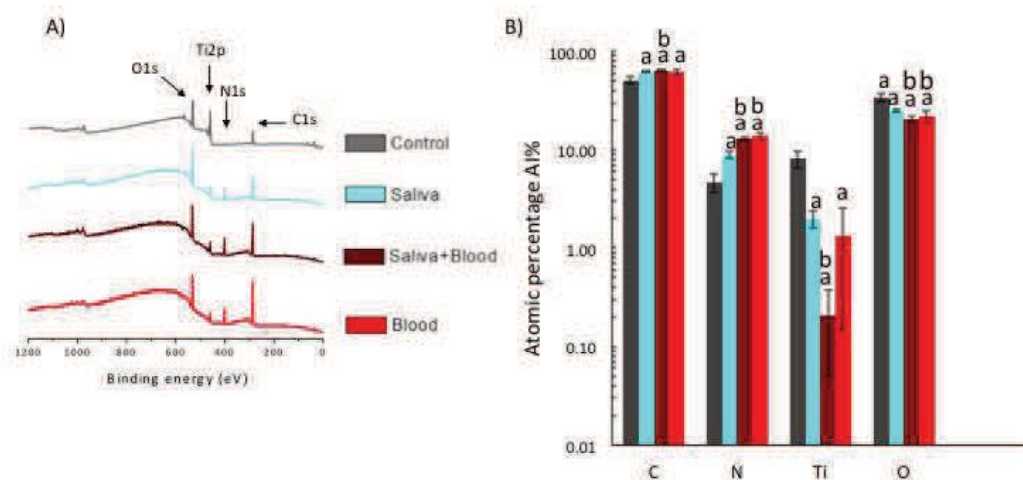 A)
Ti2p
O1s
N1s
C1s
Control
Saliva
Saliva+Blood
Blood
1200 1000 800 600 400 200 0
Binding energy (eV)
B)
Atomic percentage AI%
100.00
10.00
1.00
0.10
0.01
b
a a a
b b
a a a
a a
b
a
a b b
a a a
C N Ti O